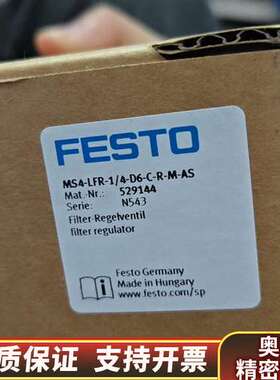 FESTO
MS4-LFR-1/4-D6-C-R-M-AS
Mat.-Nr.: 529144
Serie: N543
Filter-Regelventil
filter regulator
Festo Germany
Made in Hungary
www.festo.com/sp
质保证 支持开票
奥
精密